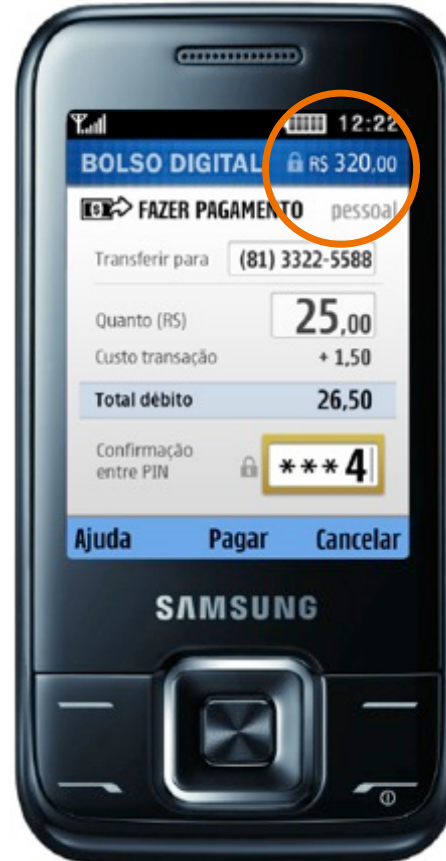 12:22
BOLSO DIGITAL R$ 320,00
FAZER PAGAMENTO pessoal
Transferir para (81) 3322-5588
Quanto (R$) 25,00
Custo transação + 1,50
Total débito 26,50
Confirmação
entre PIN ***4
Ajuda Pagar Cancelar
SAMSUNG